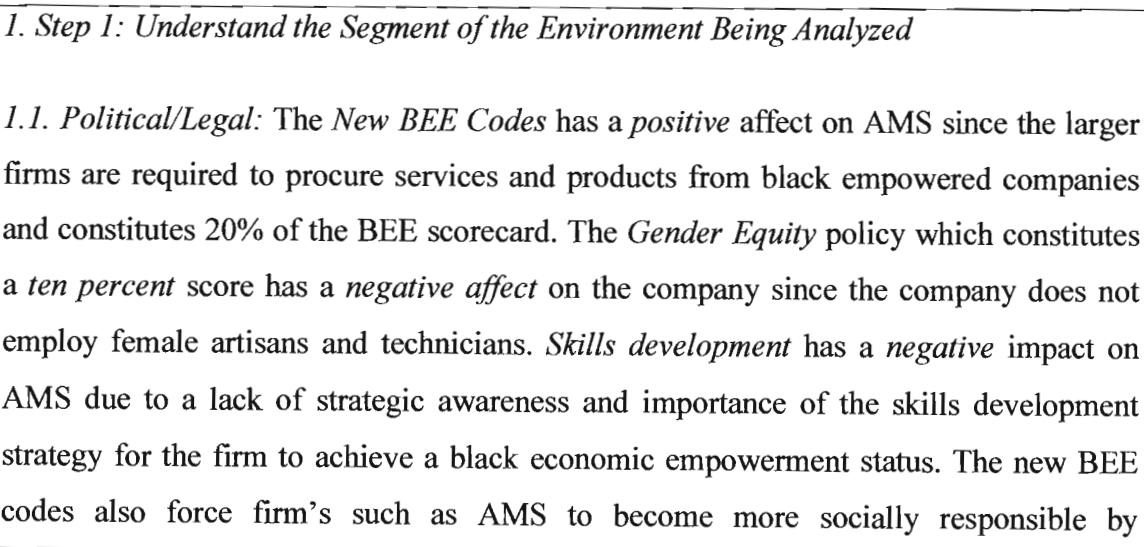 1. Step 1: Understand the Segment of the Environment Being Analyzed
1.1. Political/Legal: The New BEE Codes has a positive affect on AMS since the larger
firms are required to procure services and products from black empowered companies
and constitutes 20% of the BEE scorecard. The Gender Equity policy which constitutes
a ten percent score has a negative affect on the company since the company does not
employ female artisans and technicians. Skills development has a negative impact on
AMS due to a lack of strategic awareness and importance of the skills development
strategy for the firm to achieve a black economic empowerment status. The new BEE
codes also force firm's such as AMS to become more socially responsible by